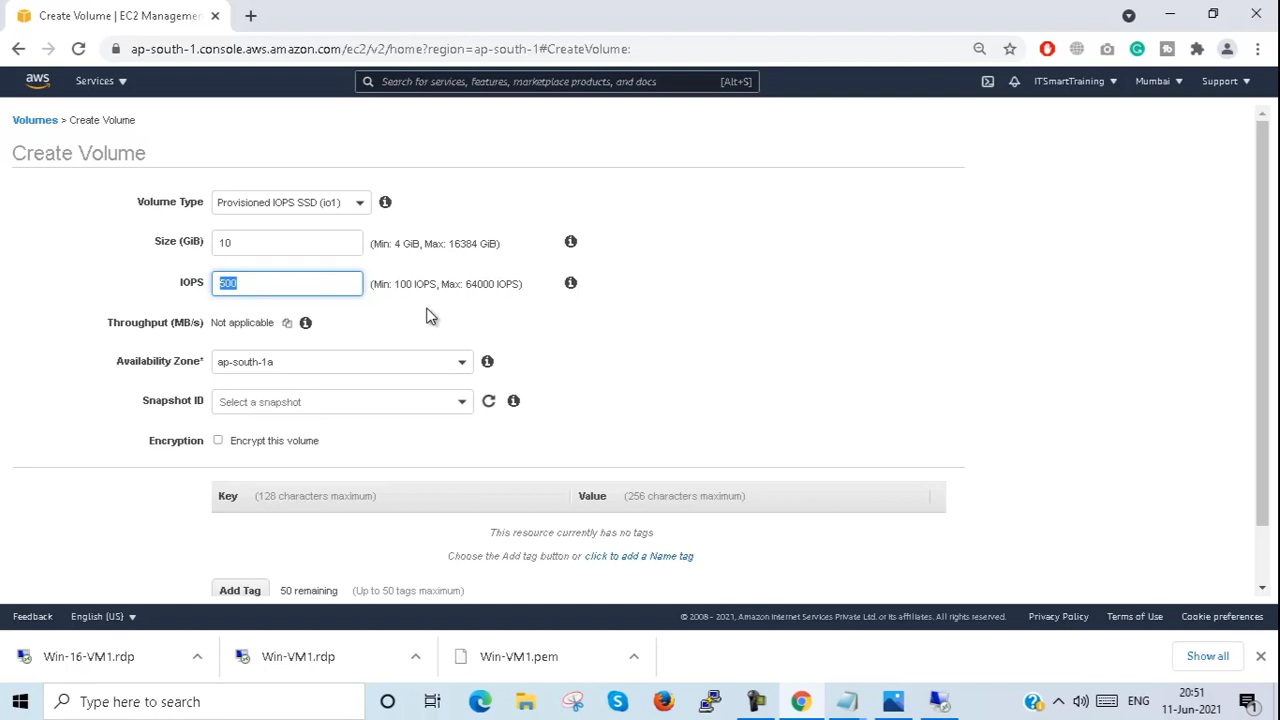 Create Volume | EC2 Managemen
ap-south-1.console.aws.amazon.com/ec2/v2/home?region=ap-south-1#CreateVolume:
aws Services Search for services, features, marketplace products, and docs [Alt+S] ITSmartTraining Mumbai Support
Volumes > Create Volume
Create Volume
Volume Type Provisioned IOPS SSD (io1)
Size (GiB) 10 (Min: 4 GiB, Max: 16384 GiB)
IOPS 500 (Min: 100 IOPS, Max: 64000 IOPS)
Throughput (MB/s) Not applicable
Availability Zone* ap-south-1a
Snapshot ID Select a snapshot
Encryption Encrypt this volume
Key (128 characters maximum) Value (256 characters maximum)
This resource currently has no tags
Choose the Add tag button or click to add a Name tag
Add Tag 50 remaining (Up to 50 tags maximum)
Feedback English (US) © 2008 - 2021, Amazon Internet Services Private Ltd. or its affiliates. All rights reserved. Privacy Policy Terms of Use Cookie preferences
Win-16-VM1.rdp Win-VM1.rdp Win-VM1.pem Show all
Type here to search ENG 20:51
11-Jun-2021 1